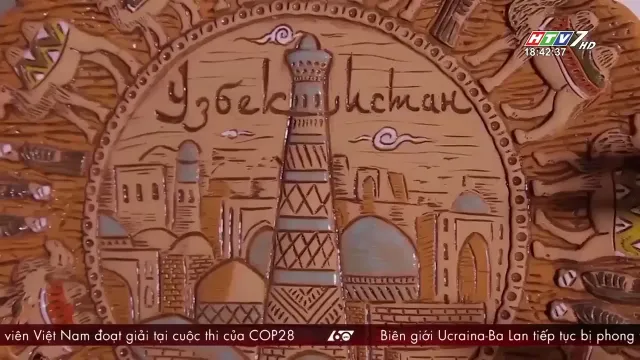 HTV7 HD
18:42:37
Узбекистан
viên Việt Nam đoạt giải tại cuộc thi của COP28
Biên giới Ucraina-Ba Lan tiếp tục bị phong